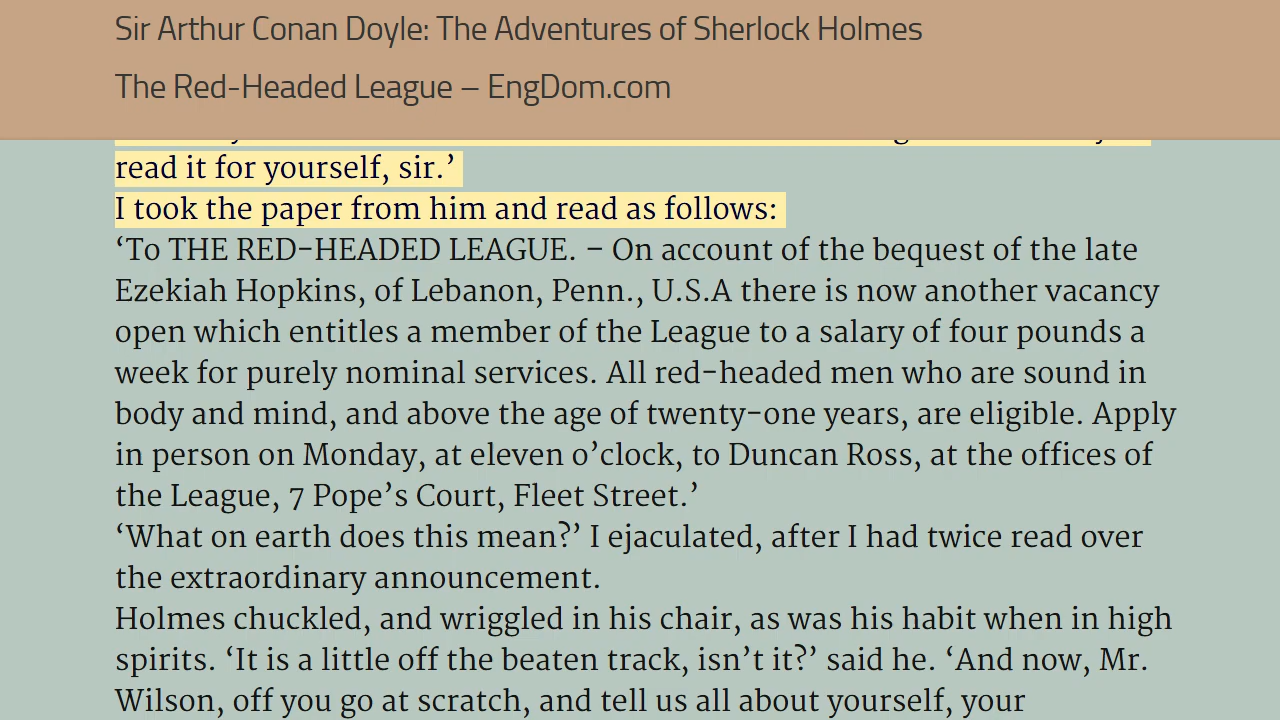 Sir Arthur Conan Doyle: The Adventures of Sherlock Holmes
The Red-Headed League – EngDom.com
read it for yourself, sir.’
I took the paper from him and read as follows:
‘To THE RED-HEADED LEAGUE. – On account of the bequest of the late
Ezekiah Hopkins, of Lebanon, Penn., U.S.A there is now another vacancy
open which entitles a member of the League to a salary of four pounds a
week for purely nominal services. All red-headed men who are sound in
body and mind, and above the age of twenty-one years, are eligible. Apply
in person on Monday, at eleven o’clock, to Duncan Ross, at the offices of
the League, 7 Pope’s Court, Fleet Street.’
‘What on earth does this mean?’ I ejaculated, after I had twice read over
the extraordinary announcement.
Holmes chuckled, and wriggled in his chair, as was his habit when in high
spirits. ‘It is a little off the beaten track, isn’t it?’ said he. ‘And now, Mr.
Wilson, off you go at scratch, and tell us all about yourself, your